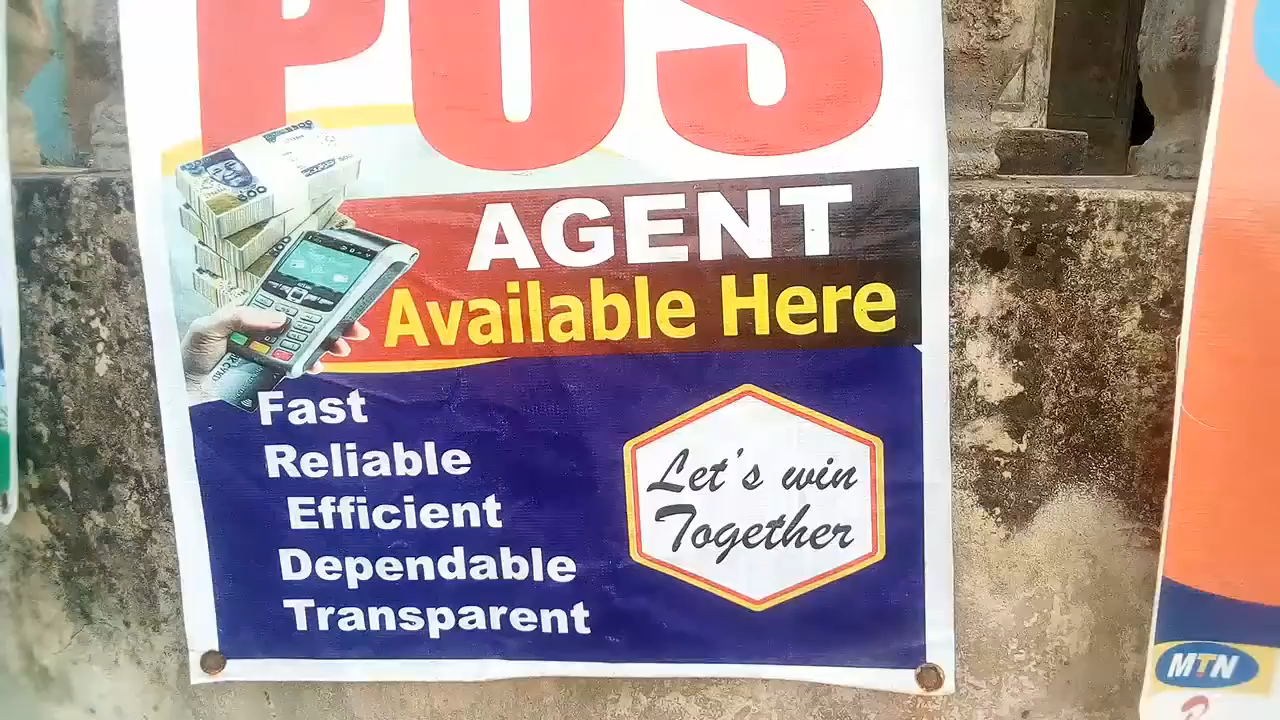 POS
AGENT
Available Here
Fast
Reliable
Efficient
Dependable
Transparent
Let's win
Together
MTN